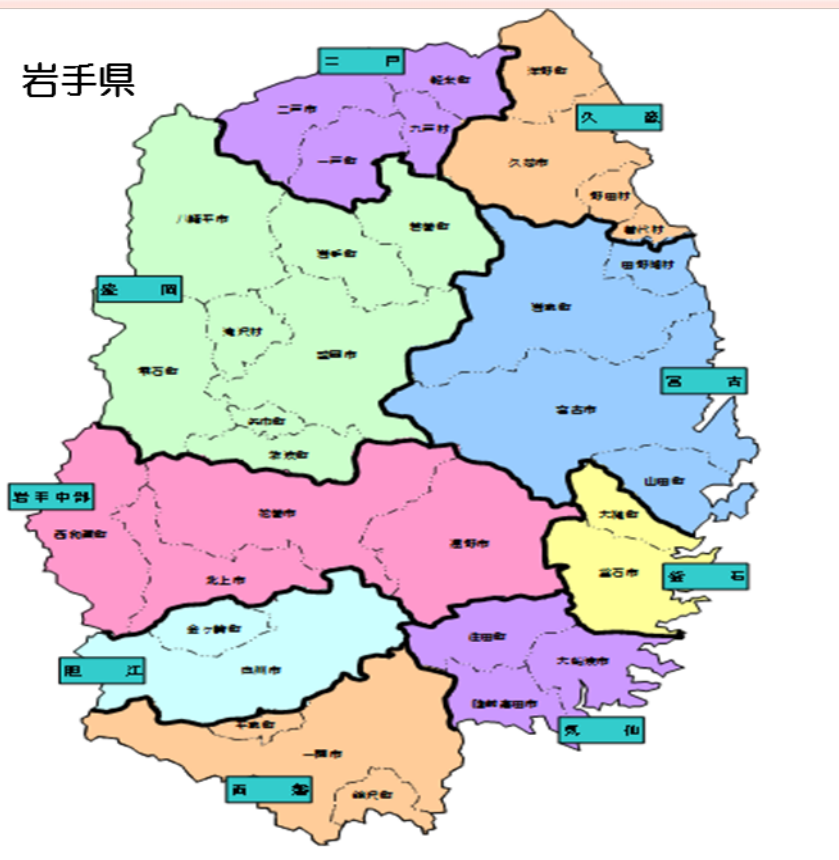 岩手県
二戸
軽米町
洋野町
二戸市
九戸村
久慈
一戸町
久慈市
野田村
普代村
八幡平市
葛巻町
岩手町
田野畑村
盛岡
岩泉町
滝沢村
盛岡市
雫石町
宮古
宮古市
矢巾町
紫波町
山田町
岩手中部
花巻市
大槌町
西和賀町
遠野市
釜石市
釜石
北上市
金ケ崎町
住田町
大船渡市
胆江
奥州市
陸前高田市
平泉町
気仙
一関市
両磐
藤沢町